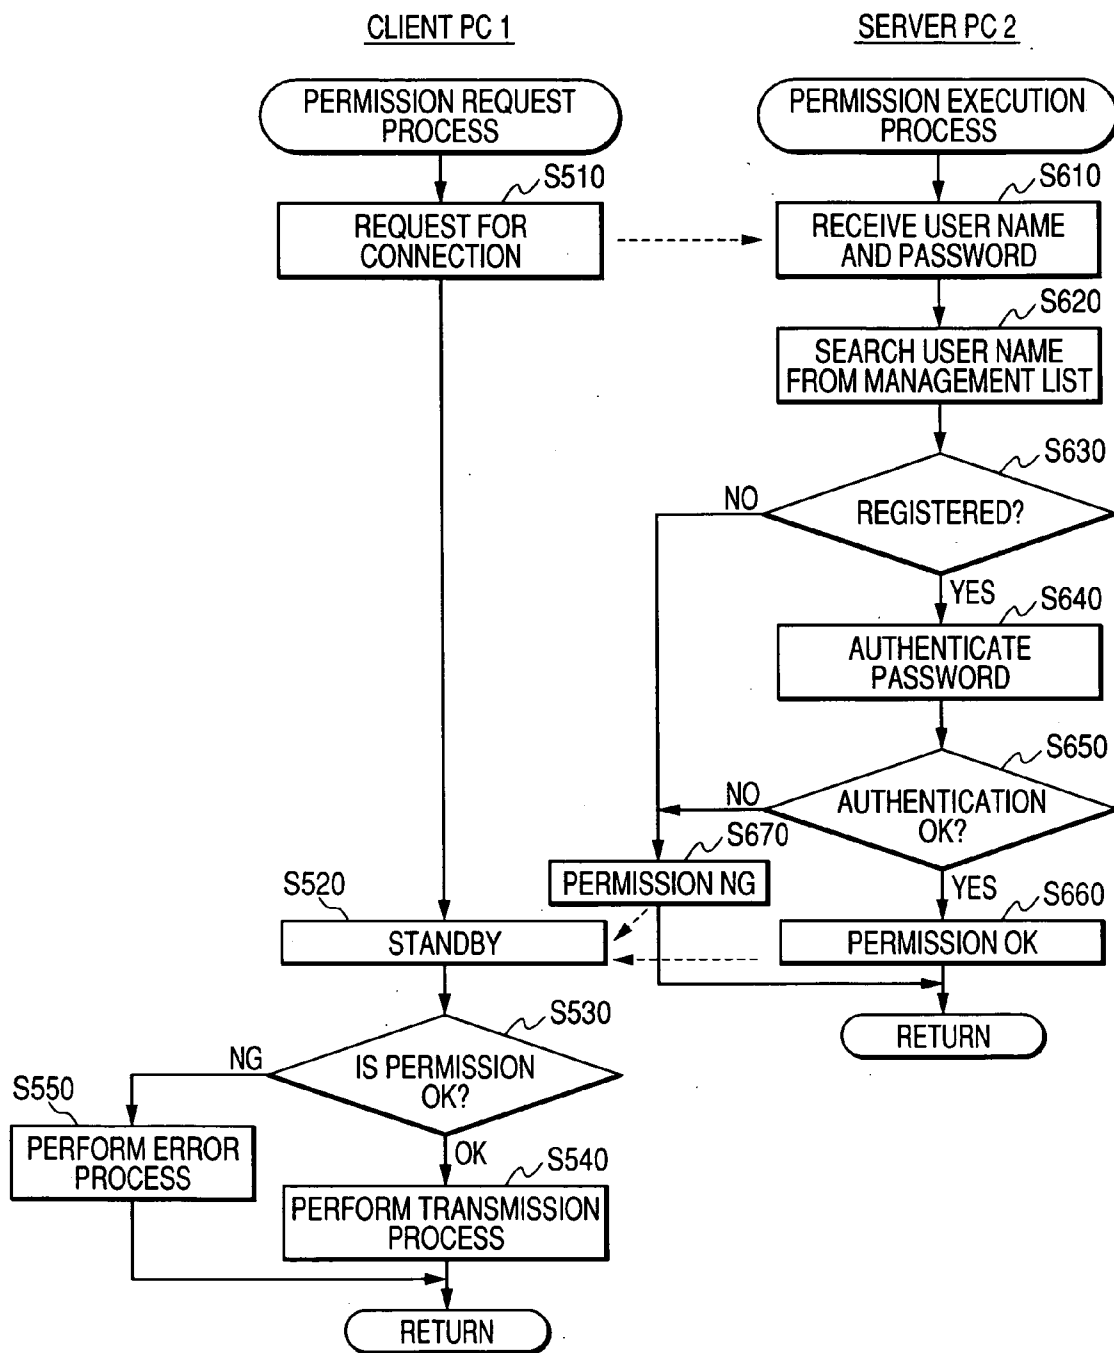 CLIENT PC 1
SERVER PC 2
PERMISSION REQUEST
PROCESS
PERMISSION EXECUTION
PROCESS
S510
REQUEST FOR
CONNECTION
S610
RECEIVE USER NAME
AND PASSWORD
S620
SEARCH USER NAME
FROM MANAGEMENT LIST
S630
REGISTERED?
NO
YES
S640
AUTHENTICATE
PASSWORD
S650
AUTHENTICATION
OK?
NO
YES
S670
PERMISSION NG
S660
PERMISSION OK
RETURN
S520
STANDBY
S530
IS PERMISSION
OK?
NG
OK
S550
PERFORM ERROR
PROCESS
S540
PERFORM TRANSMISSION
PROCESS
RETURN